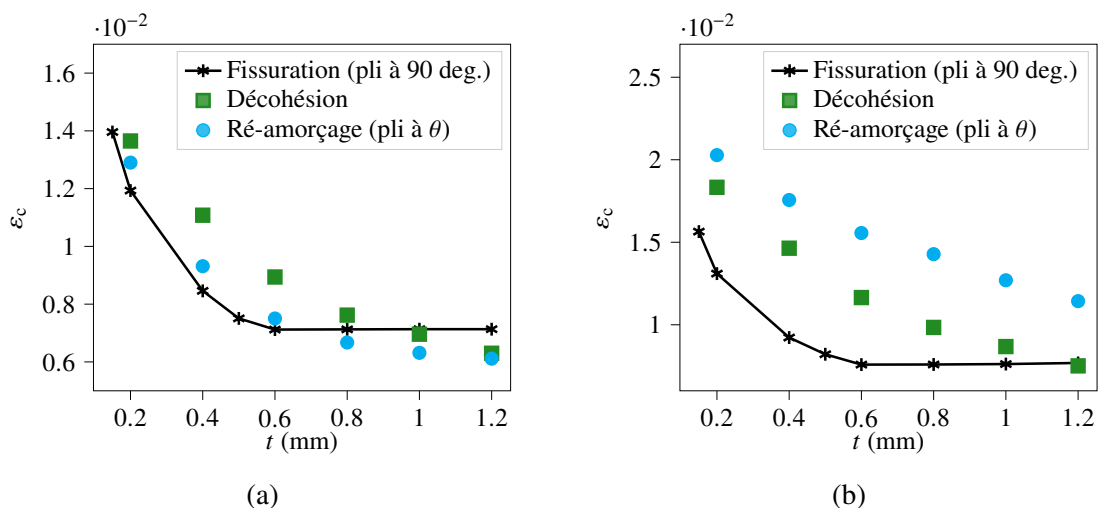 ·10⁻²
1.6
1.4
1.2
1
0.8
0.6
εc
Fissuration (pli à 90 deg.)
Décohésion
Ré-amorçage (pli à θ)
0.2 0.4 0.6 0.8 1 1.2
t (mm)
(a)
·10⁻²
2.5
2
1.5
1
εc
Fissuration (pli à 90 deg.)
Décohésion
Ré-amorçage (pli à θ)
0.2 0.4 0.6 0.8 1 1.2
t (mm)
(b)